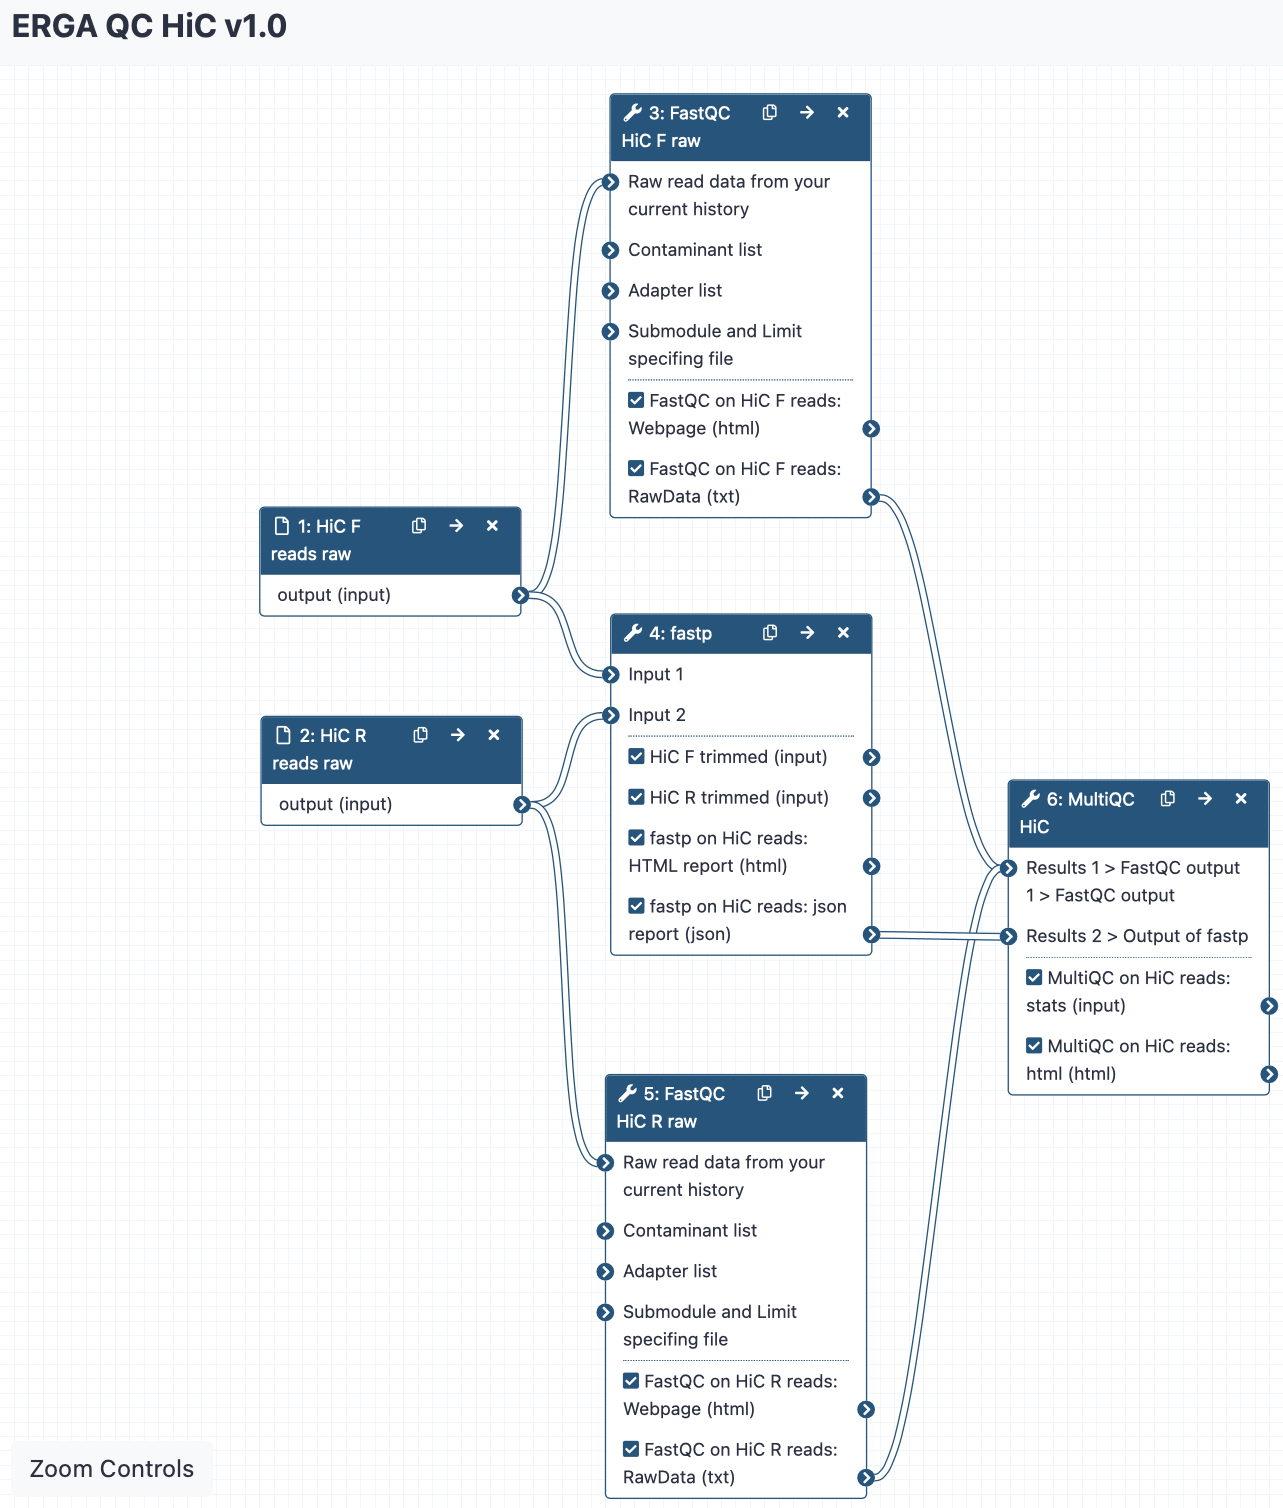 ERGA QC HiC v1.0
3: FastQC
HiC F raw
Raw read data from your
current history
Contaminant list
Adapter list
Submodule and Limit
specifing file
FastQC on HiC F reads:
Webpage (html)
FastQC on HiC F reads:
RawData (txt)
1: HiC F
reads raw
output (input)
4: fastp
Input 1
Input 2
HiC F trimmed (input)
HiC R trimmed (input)
fastp on HiC reads:
HTML report (html)
fastp on HiC reads: json
report (json)
2: HiC R
reads raw
output (input)
6: MultiQC
HiC
Results 1 > FastQC output
1 > FastQC output
Results 2 > Output of fastp
MultiQC on HiC reads:
stats (input)
MultiQC on HiC reads:
html (html)
5: FastQC
HiC R raw
Raw read data from your
current history
Contaminant list
Adapter list
Submodule and Limit
specifing file
FastQC on HiC R reads:
Webpage (html)
FastQC on HiC R reads:
RawData (txt)
Zoom Controls